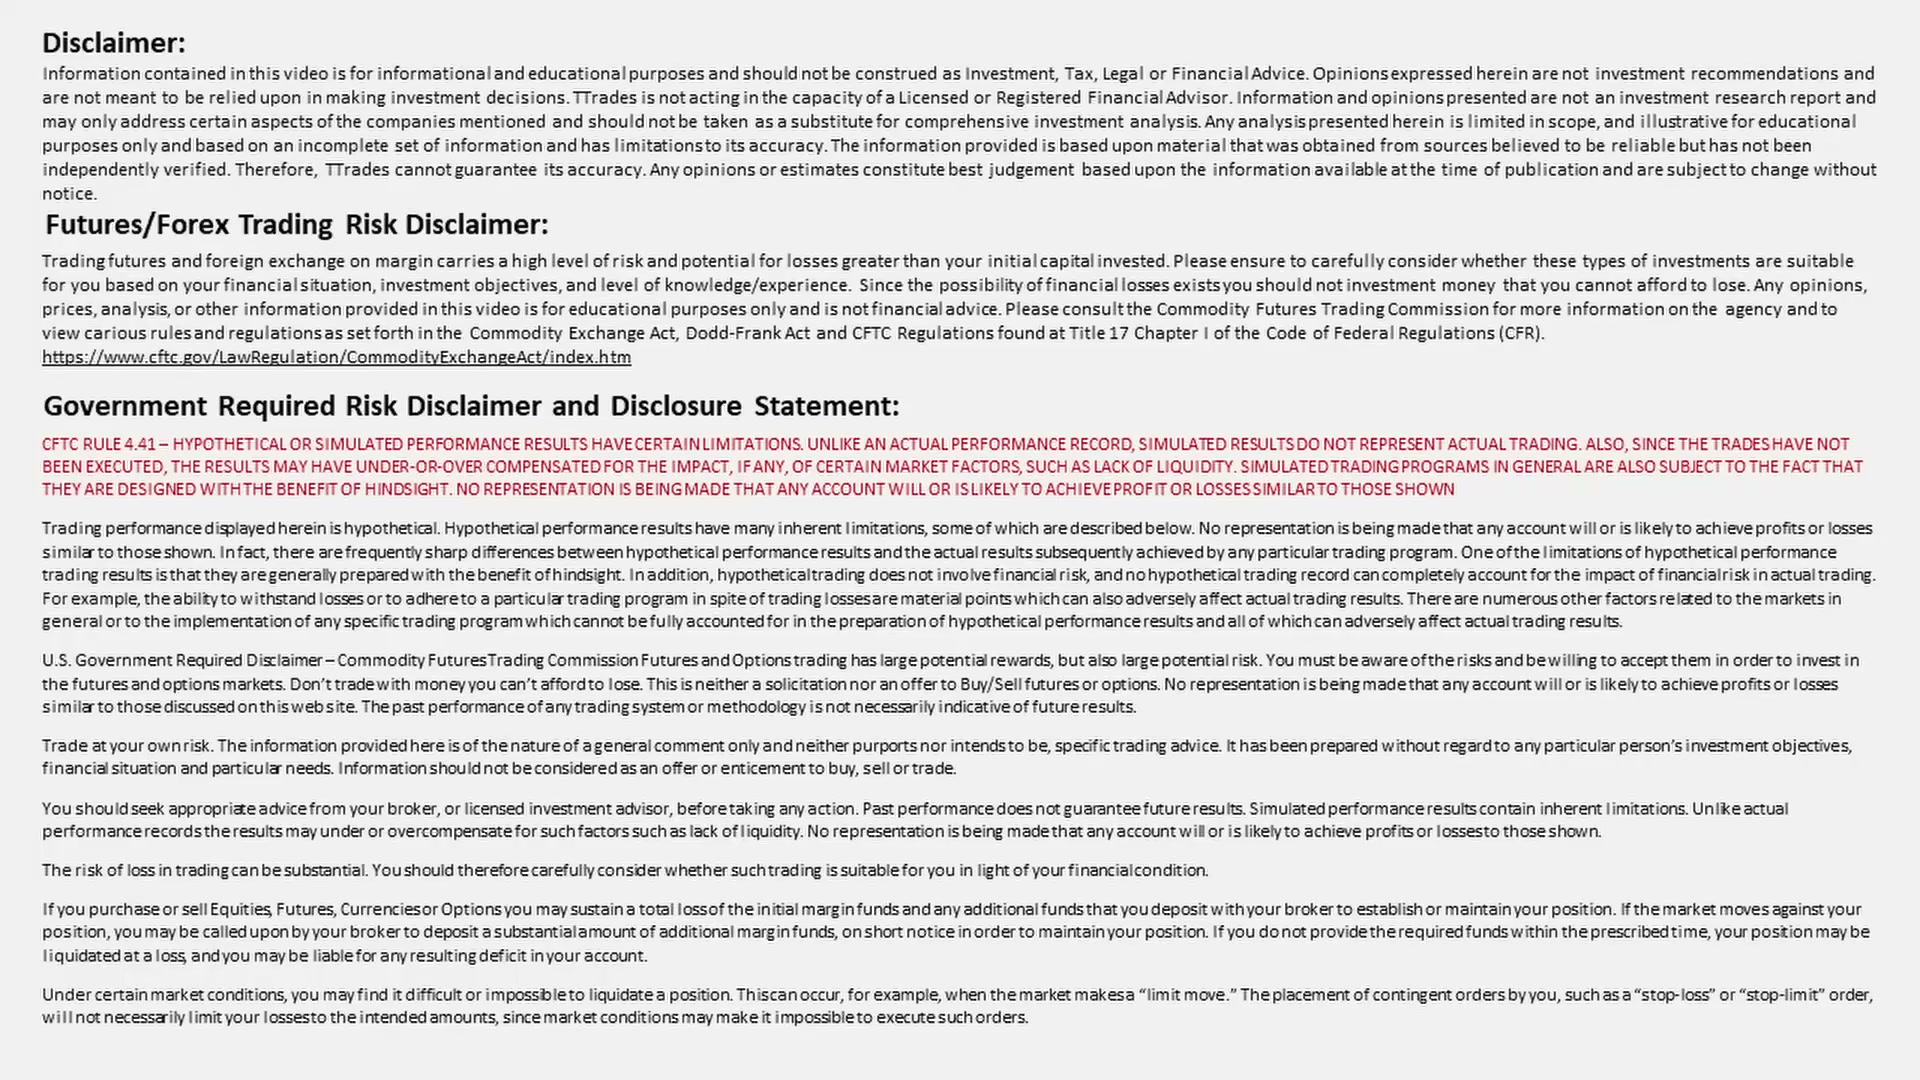 Disclaimer:
Information contained in this video is for informational and educational purposes and should not be construed as Investment, Tax, Legal or Financial Advice. Opinions expressed herein are not investment recommendations and
are not meant to be relied upon in making investment decisions. TTrades is not acting in the capacity of a Licensed or Registered Financial Advisor. Information and opinions presented are not an investment research report and
may only address certain aspects of the companies mentioned and should not be taken as a substitute for comprehensive investment analysis. Any analysis presented herein is limited in scope, and illustrative for educational
purposes only and based on an incomplete set of information and has limitations to its accuracy. The information provided is based upon material that was obtained from sources believed to be reliable but has not been
independently verified. Therefore, TTrades cannot guarantee its accuracy. Any opinions or estimates constitute best judgement based upon the information available at the time of publication and are subject to change without
notice.
Futures/Forex Trading Risk Disclaimer:
Trading futures and foreign exchange on margin carries a high level of risk and potential for losses greater than your initial capital invested. Please ensure to carefully consider whether these types of investments are suitable
for you based on your financial situation, investment objectives, and level of knowledge/experience. Since the possibility of financial losses exists you should not investment money that you cannot afford to lose. Any opinions,
prices, analysis, or other information provided in this video is for educational purposes only and is not financial advice. Please consult the Commodity Futures Trading Commission for more information on the agency and to
view carious rules and regulations as set forth in the Commodity Exchange Act, Dodd-Frank Act and CFTC Regulations found at Title 17 Chapter I of the Code of Federal Regulations (CFR).
https://www.cftc.gov/LawRegulation/CommodityExchangeAct/index.htm
Government Required Risk Disclaimer and Disclosure Statement:
CFTC RULE 4.41 – HYPOTHETICAL OR SIMULATED PERFORMANCE RESULTS HAVE CERTAIN LIMITATIONS. UNLIKE AN ACTUAL PERFORMANCE RECORD, SIMULATED RESULTS DO NOT REPRESENT ACTUAL TRADING. ALSO, SINCE THE TRADES HAVE NOT
BEEN EXECUTED, THE RESULTS MAY HAVE UNDER-OR-OVER COMPENSATED FOR THE IMPACT, IF ANY, OF CERTAIN MARKET FACTORS, SUCH AS LACK OF LIQUIDITY. SIMULATED TRADING PROGRAMS IN GENERAL ARE ALSO SUBJECT TO THE FACT THAT
THEY ARE DESIGNED WITH THE BENEFIT OF HINDSIGHT. NO REPRESENTATION IS BEING MADE THAT ANY ACCOUNT WILL OR IS LIKELY TO ACHIEVE PROFIT OR LOSSES SIMILAR TO THOSE SHOWN
Trading performance displayed herein is hypothetical. Hypothetical performance results have many inherent limitations, some of which are described below. No representation is being made that any account will or is likely to achieve profits or losses
similar to those shown. In fact, there are frequently sharp differences between hypothetical performance results and the actual results subsequently achieved by any particular trading program. One of the limitations of hypothetical performance
trading results is that they are generally prepared with the benefit of hindsight. In addition, hypothetical trading does not involve financial risk, and no hypothetical trading record can completely account for the impact of financial risk in actual trading.
For example, the ability to withstand losses or to adhere to a particular trading program in spite of trading losses are material points which can also adversely affect actual trading results. There are numerous other factors related to the markets in
general or to the implementation of any specific trading program which cannot be fully accounted for in the preparation of hypothetical performance results and all of which can adversely affect actual trading results.
U.S. Government Required Disclaimer – Commodity Futures Trading Commission Futures and Options trading has large potential rewards, but also large potential risk. You must be aware of the risks and be willing to accept them in order to invest in
the futures and options markets. Don’t trade with money you can’t afford to lose. This is neither a solicitation nor an offer to Buy/Sell futures or options. No representation is being made that any account will or is likely to achieve profits or losses
similar to those discussed on this web site. The past performance of any trading system or methodology is not necessarily indicative of future results.
Trade at your own risk. The information provided here is of the nature of a general comment only and neither purports nor intends to be, specific trading advice. It has been prepared without regard to any particular person’s investment objectives,
financial situation and particular needs. Information should not be considered as an offer or enticement to buy, sell or trade.
You should seek appropriate advice from your broker, or licensed investment advisor, before taking any action. Past performance does not guarantee future results. Simulated performance results contain inherent limitations. Unlike actual
performance records the results may under or overcompensate for such factors such as lack of liquidity. No representation is being made that any account will or is likely to achieve profits or losses to those shown.
The risk of loss in trading can be substantial. You should therefore carefully consider whether such trading is suitable for you in light of your financial condition.
If you purchase or sell Equities, Futures, Currencies or Options you may sustain a total loss of the initial margin funds and any additional funds that you deposit with your broker to establish or maintain your position. If the market moves against your
position, you may be called upon by your broker to deposit a substantial amount of additional margin funds, on short notice in order to maintain your position. If you do not provide the required funds within the prescribed time, your position may be
liquidated at a loss, and you may be liable for any resulting deficit in your account.
Under certain market conditions, you may find it difficult or impossible to liquidate a position. This can occur, for example, when the market makes a “limit move.” The placement of contingent orders by you, such as a “stop-loss” or “stop-limit” order,
will not necessarily limit your losses to the intended amounts, since market conditions may make it impossible to execute such orders.